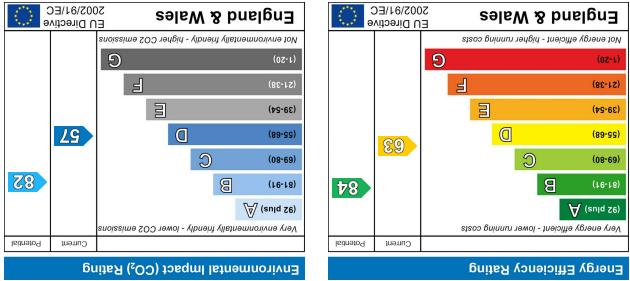 Energy Efficiency Rating
Current Potential
Very energy efficient - lower running costs
(92 plus) A
(81-91) B
(69-80) C
(55-68) D
(39-54) E
(21-38) F
(1-20) G
63
84
Not energy efficient - higher running costs
England & Wales
EU Directive
2002/91/EC
Environmental Impact (CO₂) Rating
Current Potential
Very environmentally friendly - lower CO2 emissions
(92 plus) A
(81-91) B
(69-80) C
(55-68) D
(39-54) E
(21-38) F
(1-20) G
57
82
Not environmentally friendly - higher CO2 emissions
England & Wales
EU Directive
2002/91/EC